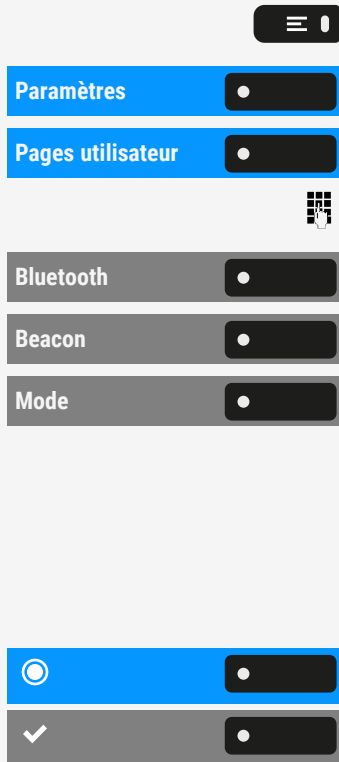 Paramètres
Pages utilisateur
Bluetooth
Beacon
Mode